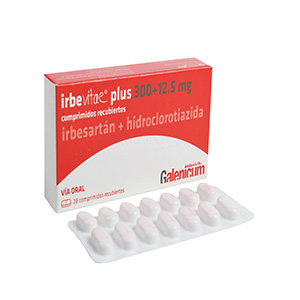 irbevitae® plus 300+12.5 mg
comprimidos recubiertos
irbesartán + hidroclorotiazida
VÍA ORAL
28 comprimidos recubiertos
Galenicum